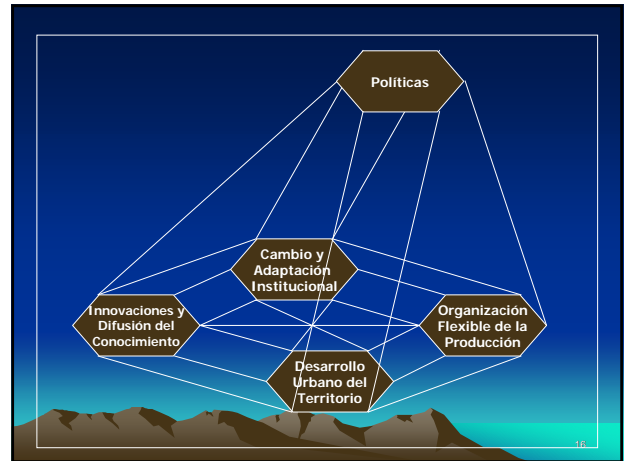 Políticas
Cambio y
Adaptación
Institucional
Innovaciones y
Difusión del
Conocimiento
Organización
Flexible de la
Producción
Desarrollo
Urbano del
Territorio
16